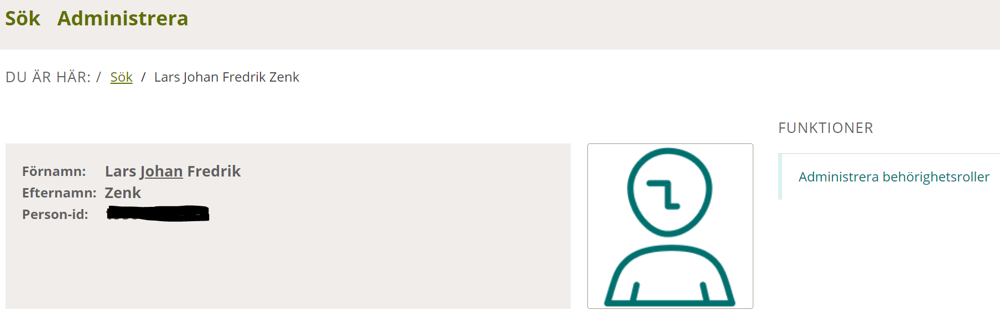 Sök Administrera
DU ÄR HÄR: / Sök / Lars Johan Fredrik Zenk
FUNKTIONER
Administrera behörighetsroller
Förnamn: Lars Johan Fredrik
Efternamn: Zenk
Person-id: